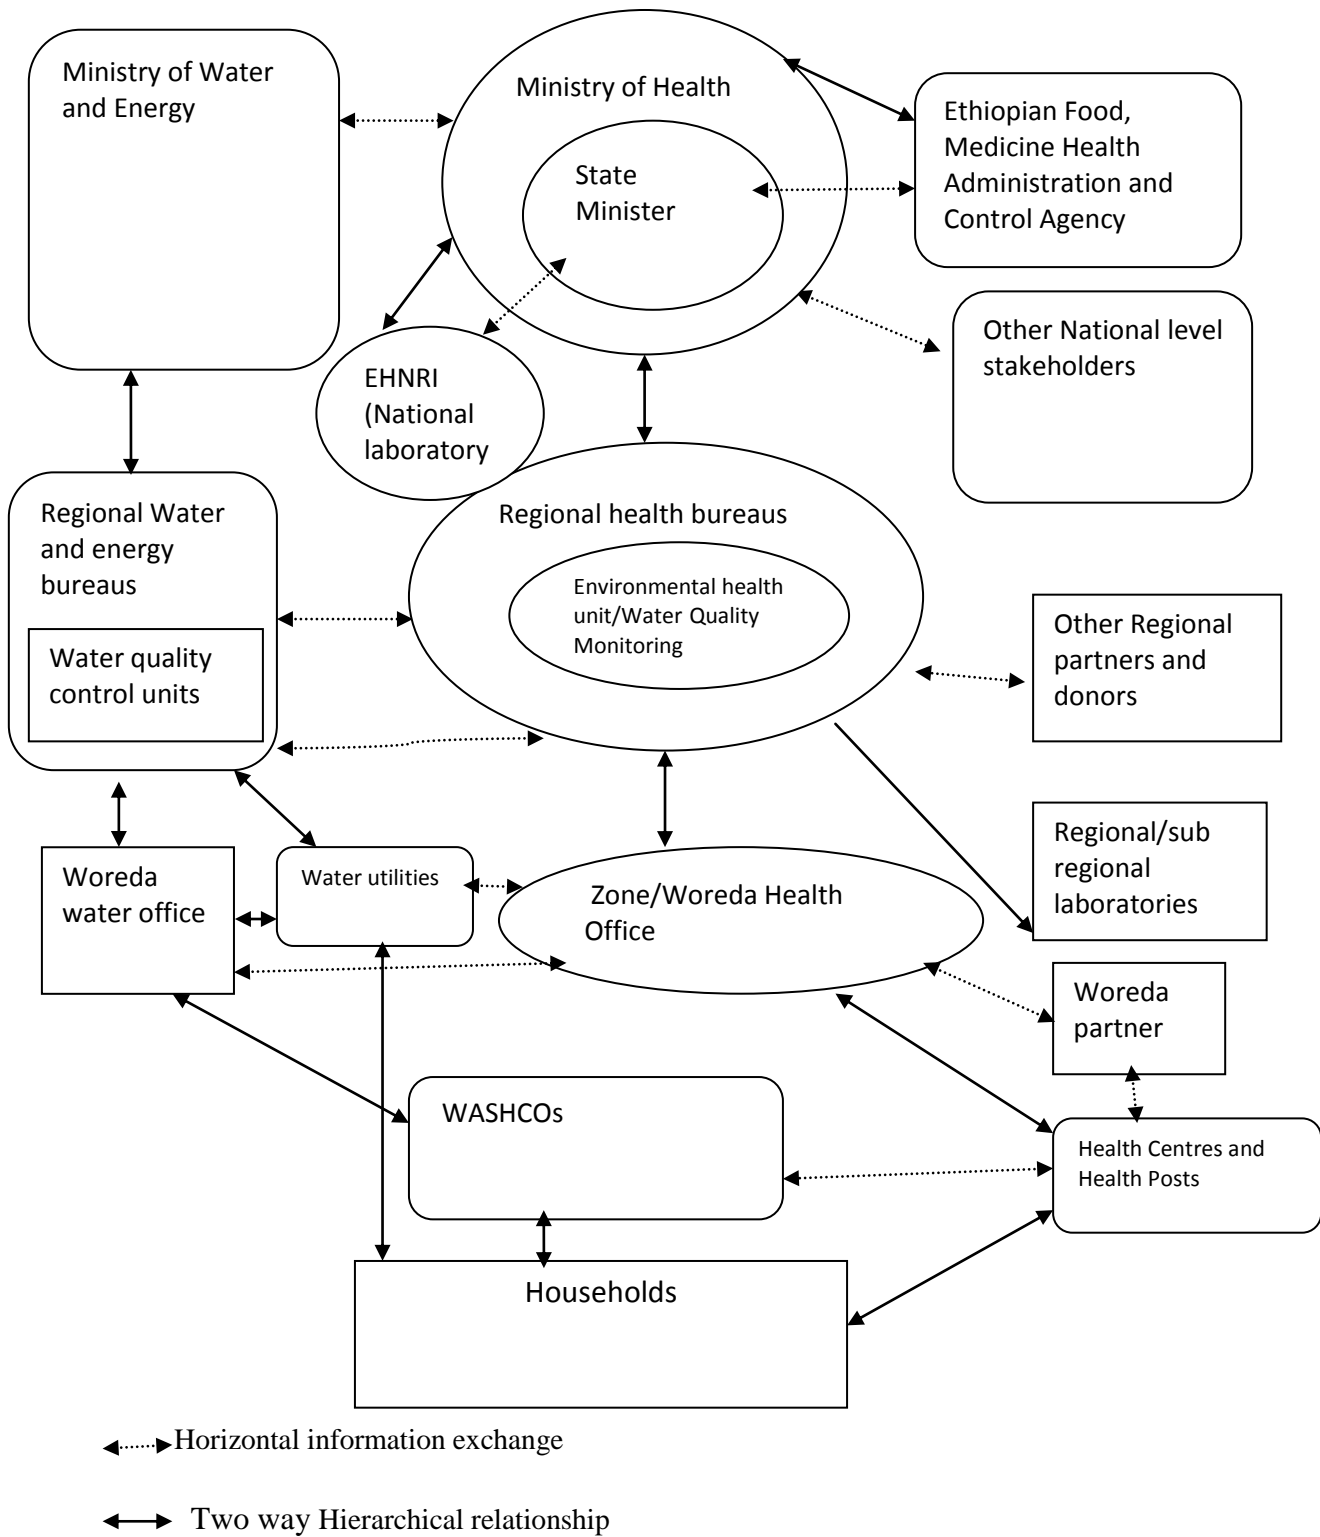 Ministry of Water
and Energy
Ministry of Health
State
Minister
Ethiopian Food,
Medicine Health
Administration and
Control Agency
Other National level
stakeholders
EHNRI
(National
laboratory
Regional Water
and energy
bureaus
Water quality
control units
Regional health bureaus
Environmental health
unit/Water Quality
Monitoring
Other Regional
partners and
donors
Regional/sub
regional
laboratories
Woreda
water office
Water utilities
Zone/Woreda Health
Office
Woreda
partner
WASHCOs
Health Centres and
Health Posts
Households
Horizontal information exchange
Two way Hierarchical relationship